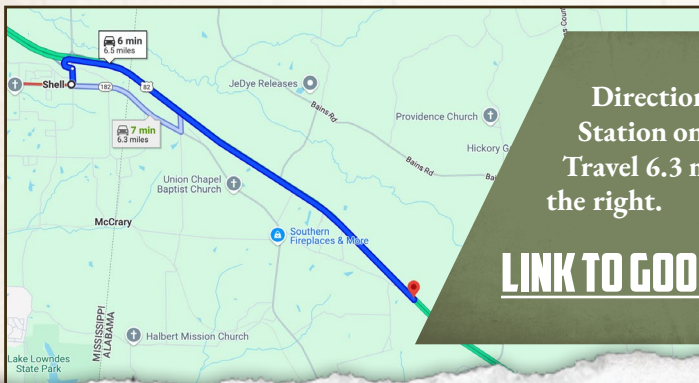 6 min
6.5 miles
Shell
182
82
7 min
6.3 miles
JeDye Releases
Bains Rd
Providence Church
Hickory G
Bains Rd
Bai
Union Chapel
Baptist Church
McCrary
Southern
Fireplaces & More
MISSISSIPPI
ALABAMA
Halbert Mission Church
Lake Lowndes
State Park
Direction
Station on
Travel 6.3 m
the right.
LINK TO GOO